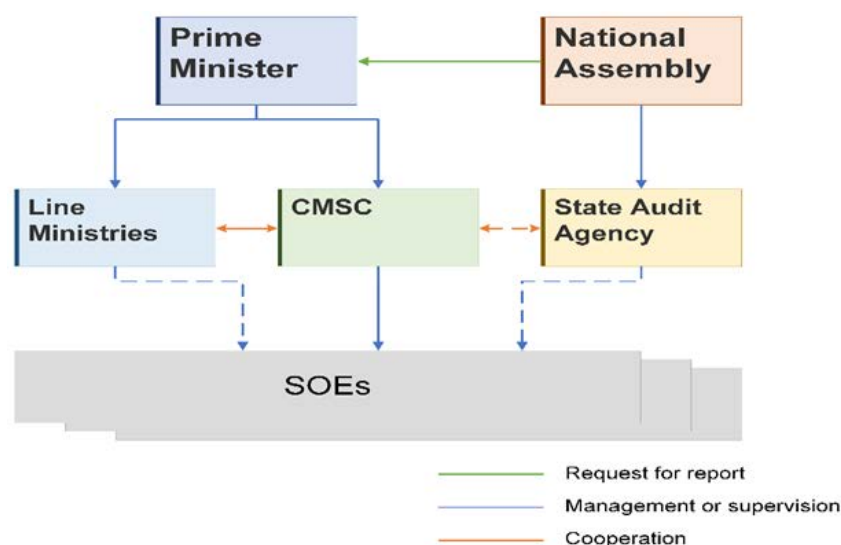 Prime
Minister
National
Assembly
Line
Ministries
CMSC
State Audit
Agency
SOEs
Request for report
Management or supervision
Cooperation